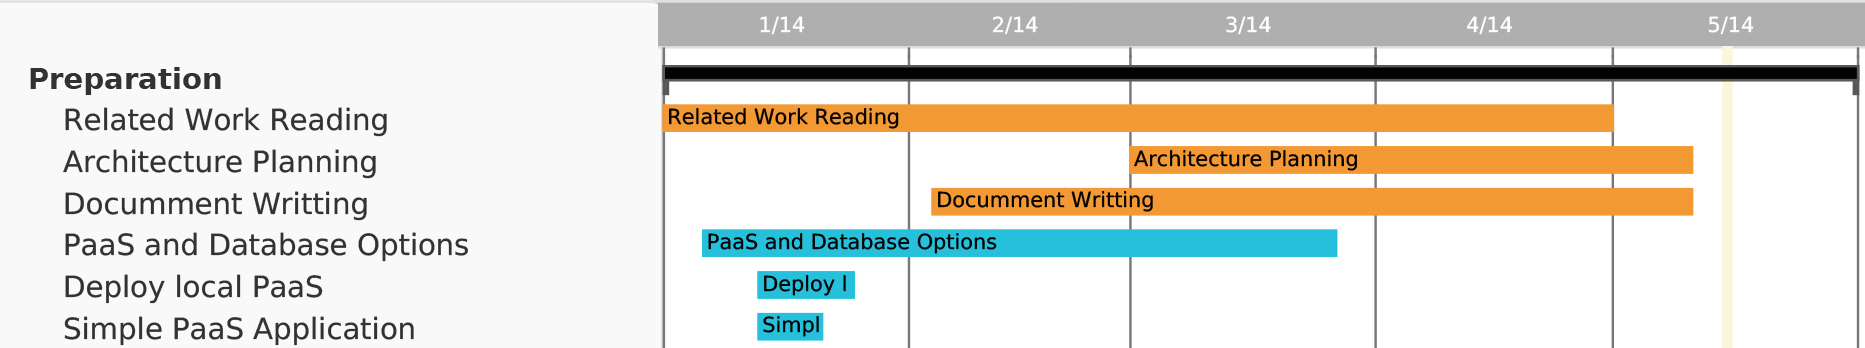 1/14 2/14 3/14 4/14 5/14
Preparation
Related Work Reading Related Work Reading
Architecture Planning Architecture Planning
Documment Writting Documment Writting
PaaS and Database Options PaaS and Database Options
Deploy local PaaS Deploy l
Simple PaaS Application Simpl